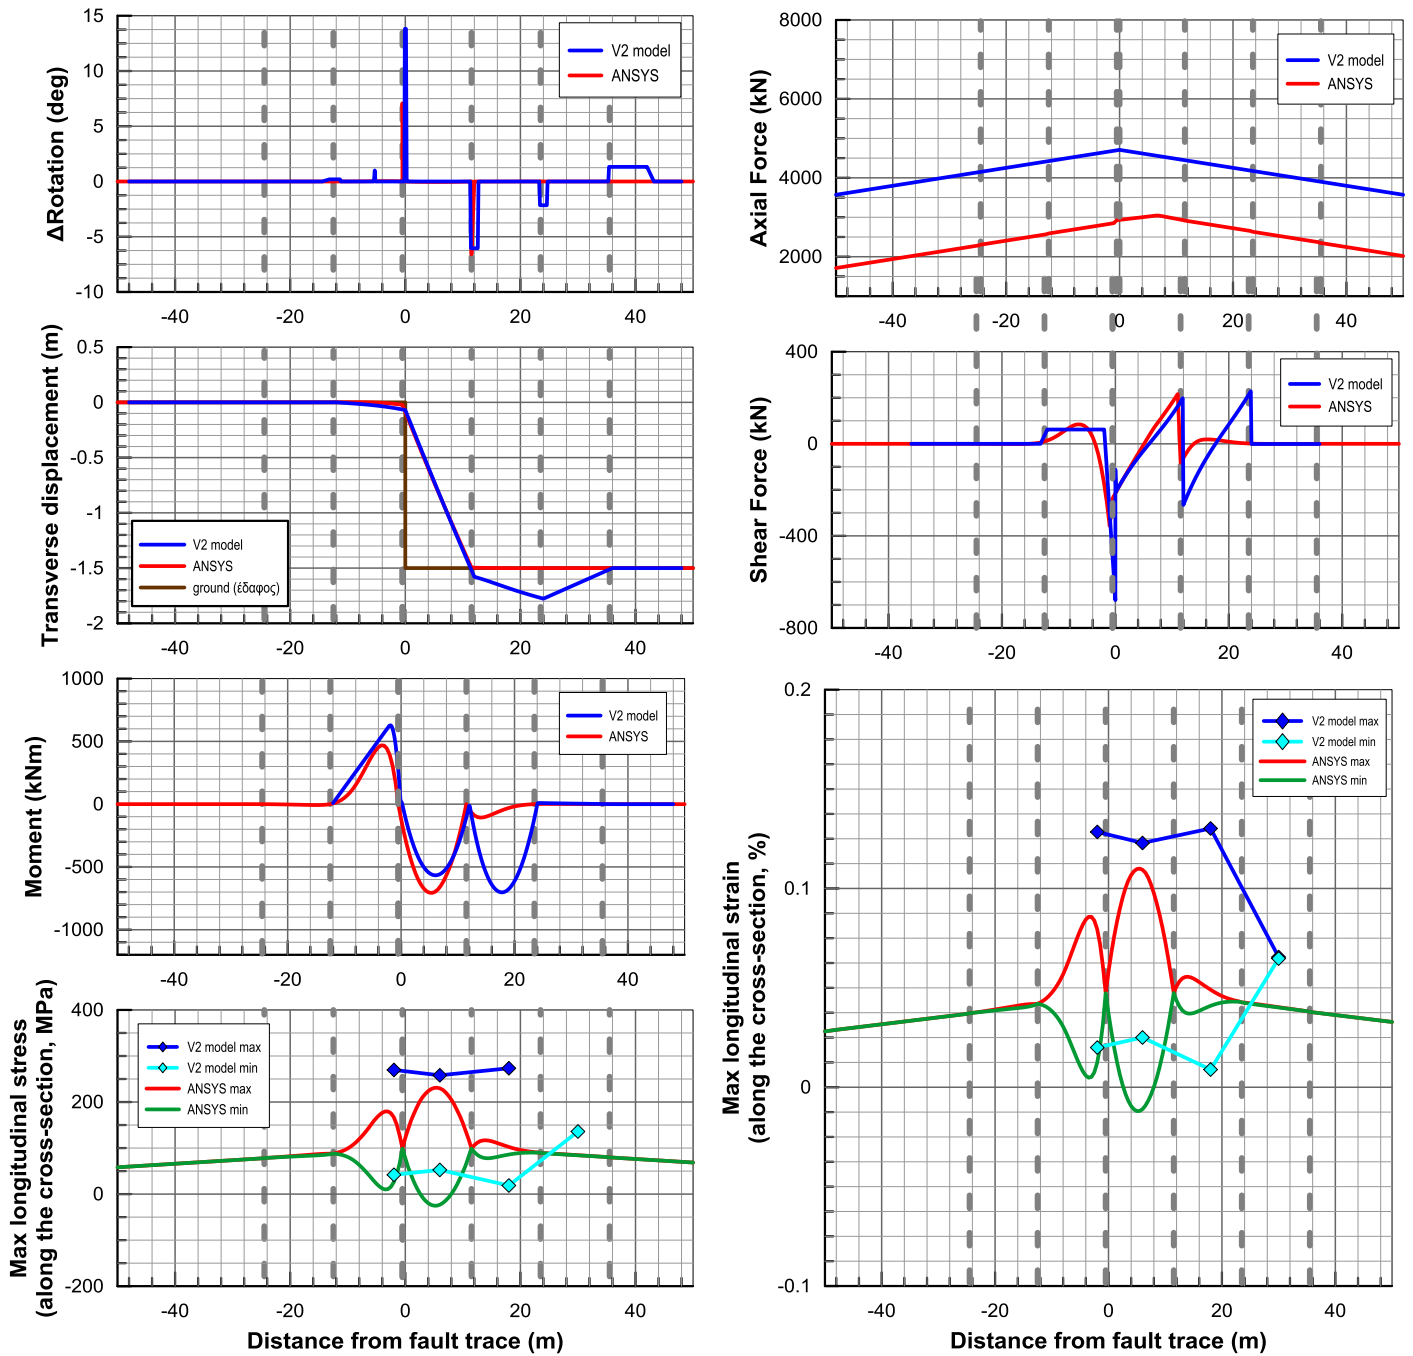 15
10
5
0
-5
-10
ΔRotation (deg)
V2 model
ANSYS
-40
-20
0
20
40
8000
6000
4000
2000
Axial Force (kN)
V2 model
ANSYS
-40
-20
0
20
40
0.5
0
-0.5
-1
-1.5
-2
Transverse displacement (m)
V2 model
ANSYS
ground (έδαφος)
-40
-20
0
20
40
400
0
-400
-800
Shear Force (kN)
V2 model
ANSYS
-40
-20
0
20
40
1000
500
0
-500
-1000
Moment (kNm)
V2 model
ANSYS
-40
-20
0
20
40
400
200
0
-200
Max longitudinal stress
(along the cross-section, MPa)
V2 model max
V2 model min
ANSYS max
ANSYS min
-40
-20
0
20
40
Distance from fault trace (m)
0.2
0.1
0
-0.1
Max longitudinal strain
(along the cross-section, %)
V2 model max
V2 model min
ANSYS max
ANSYS min
-40
-20
0
20
40
Distance from fault trace (m)